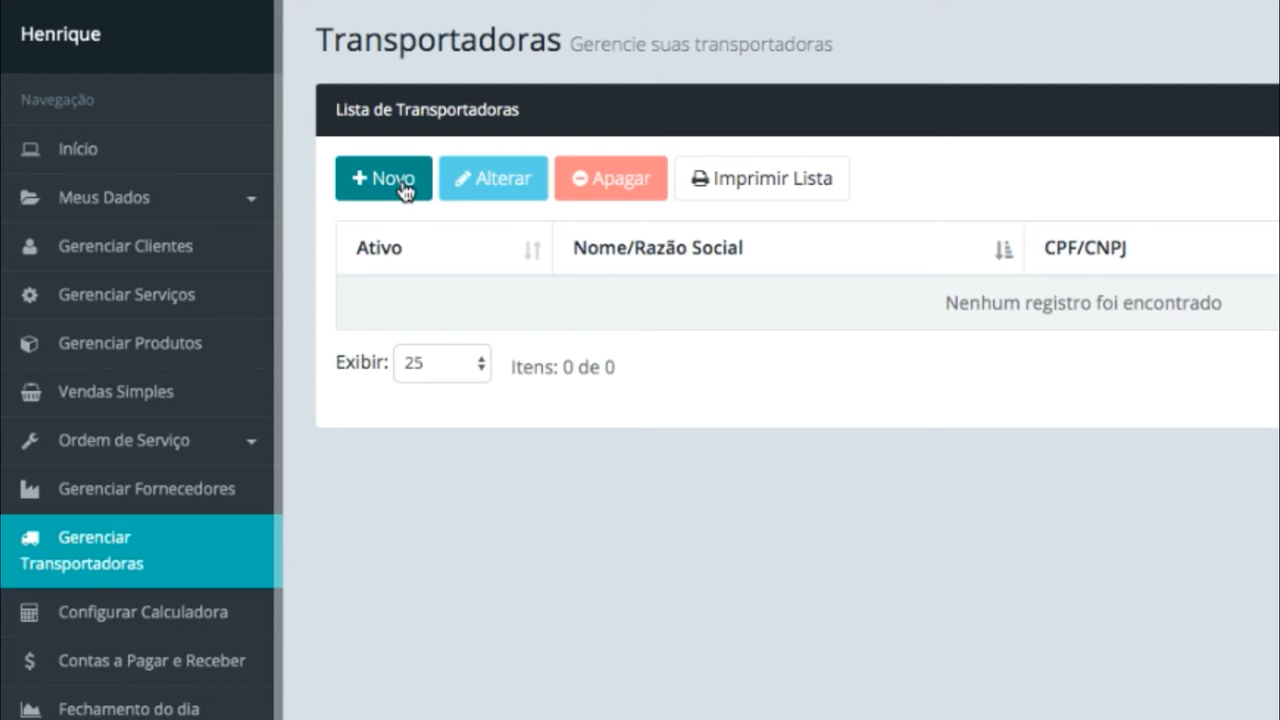 Henrique
Navegação
Início
Meus Dados
Gerenciar Clientes
Gerenciar Serviços
Gerenciar Produtos
Vendas Simples
Ordem de Serviço
Gerenciar Fornecedores
Gerenciar
Transportadoras
Configurar Calculadora
Contas a Pagar e Receber
Fechamento do dia
Transportadoras Gerencie suas transportadoras
Lista de Transportadoras
Novo Alterar Apagar Imprimir Lista
Ativo Nome/Razão Social CPF/CNPJ
Nenhum registro foi encontrado
Exibir: 25 Itens: 0 de 0